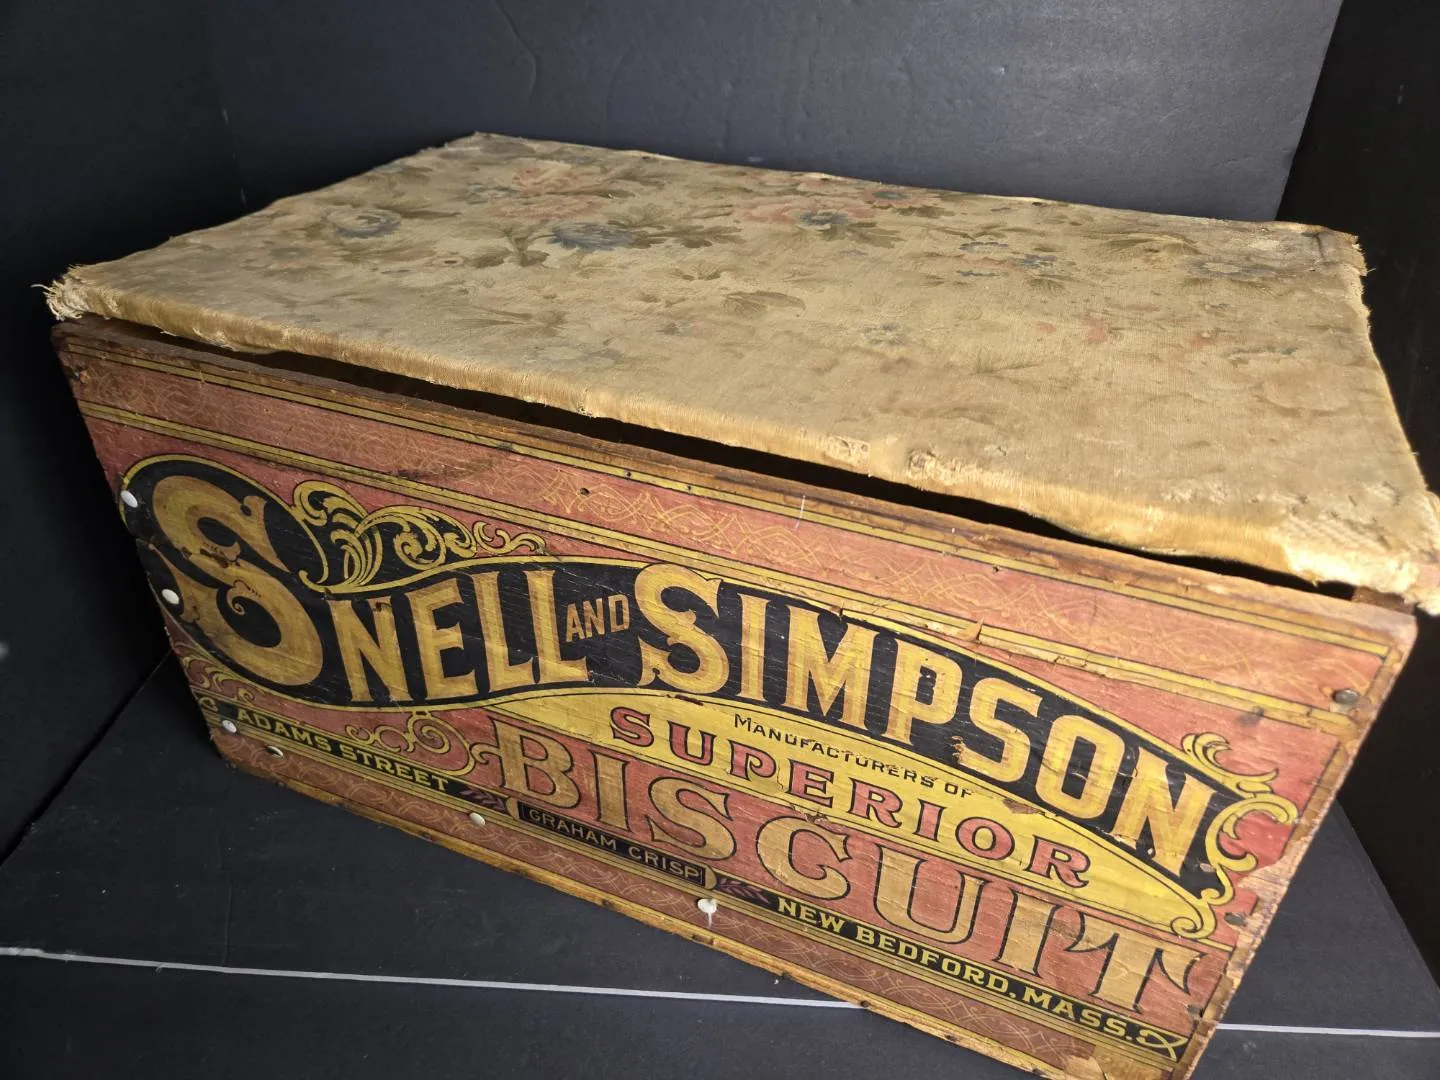 SNELL AND SIMPSON
MANUFACTURERS OF
SUPERIOR
BISCUIT
ADAMS STREET
GRAHAM CRISP
NEW BEDFORD, MASS.